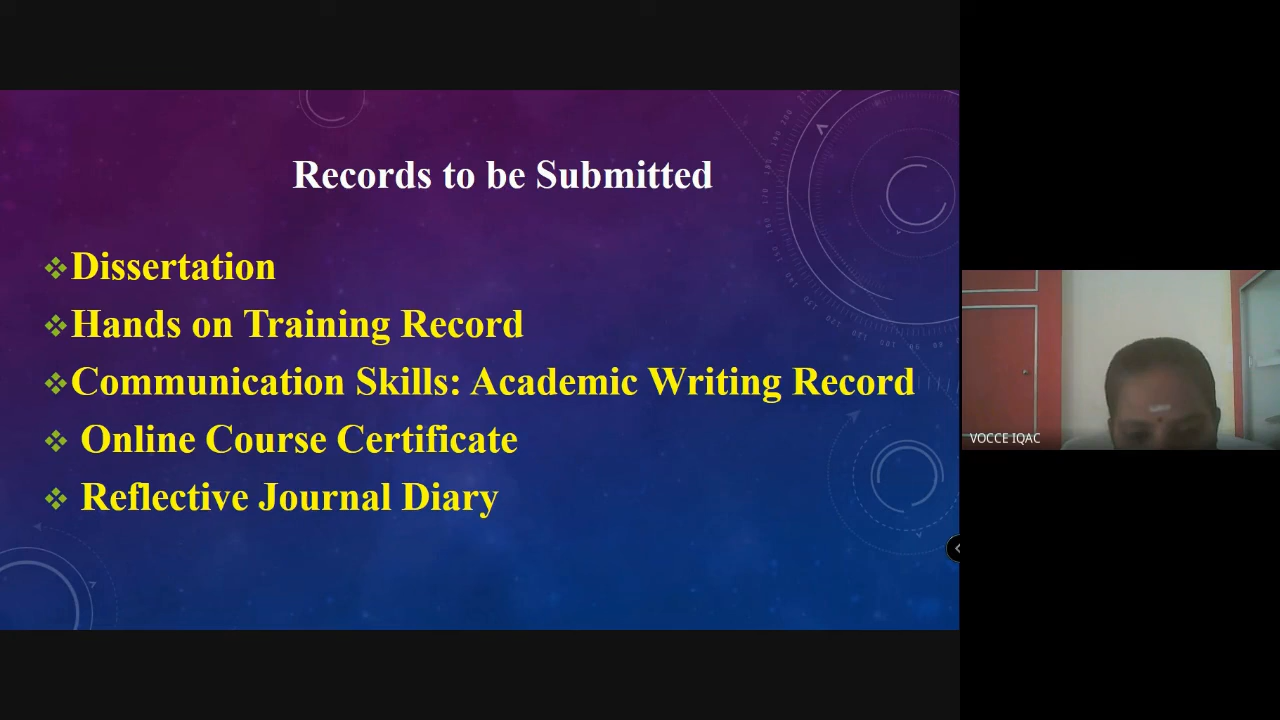 Records to be Submitted
Dissertation
Hands on Training Record
Communication Skills: Academic Writing Record
Online Course Certificate
Reflective Journal Diary
VOCCE IQAC